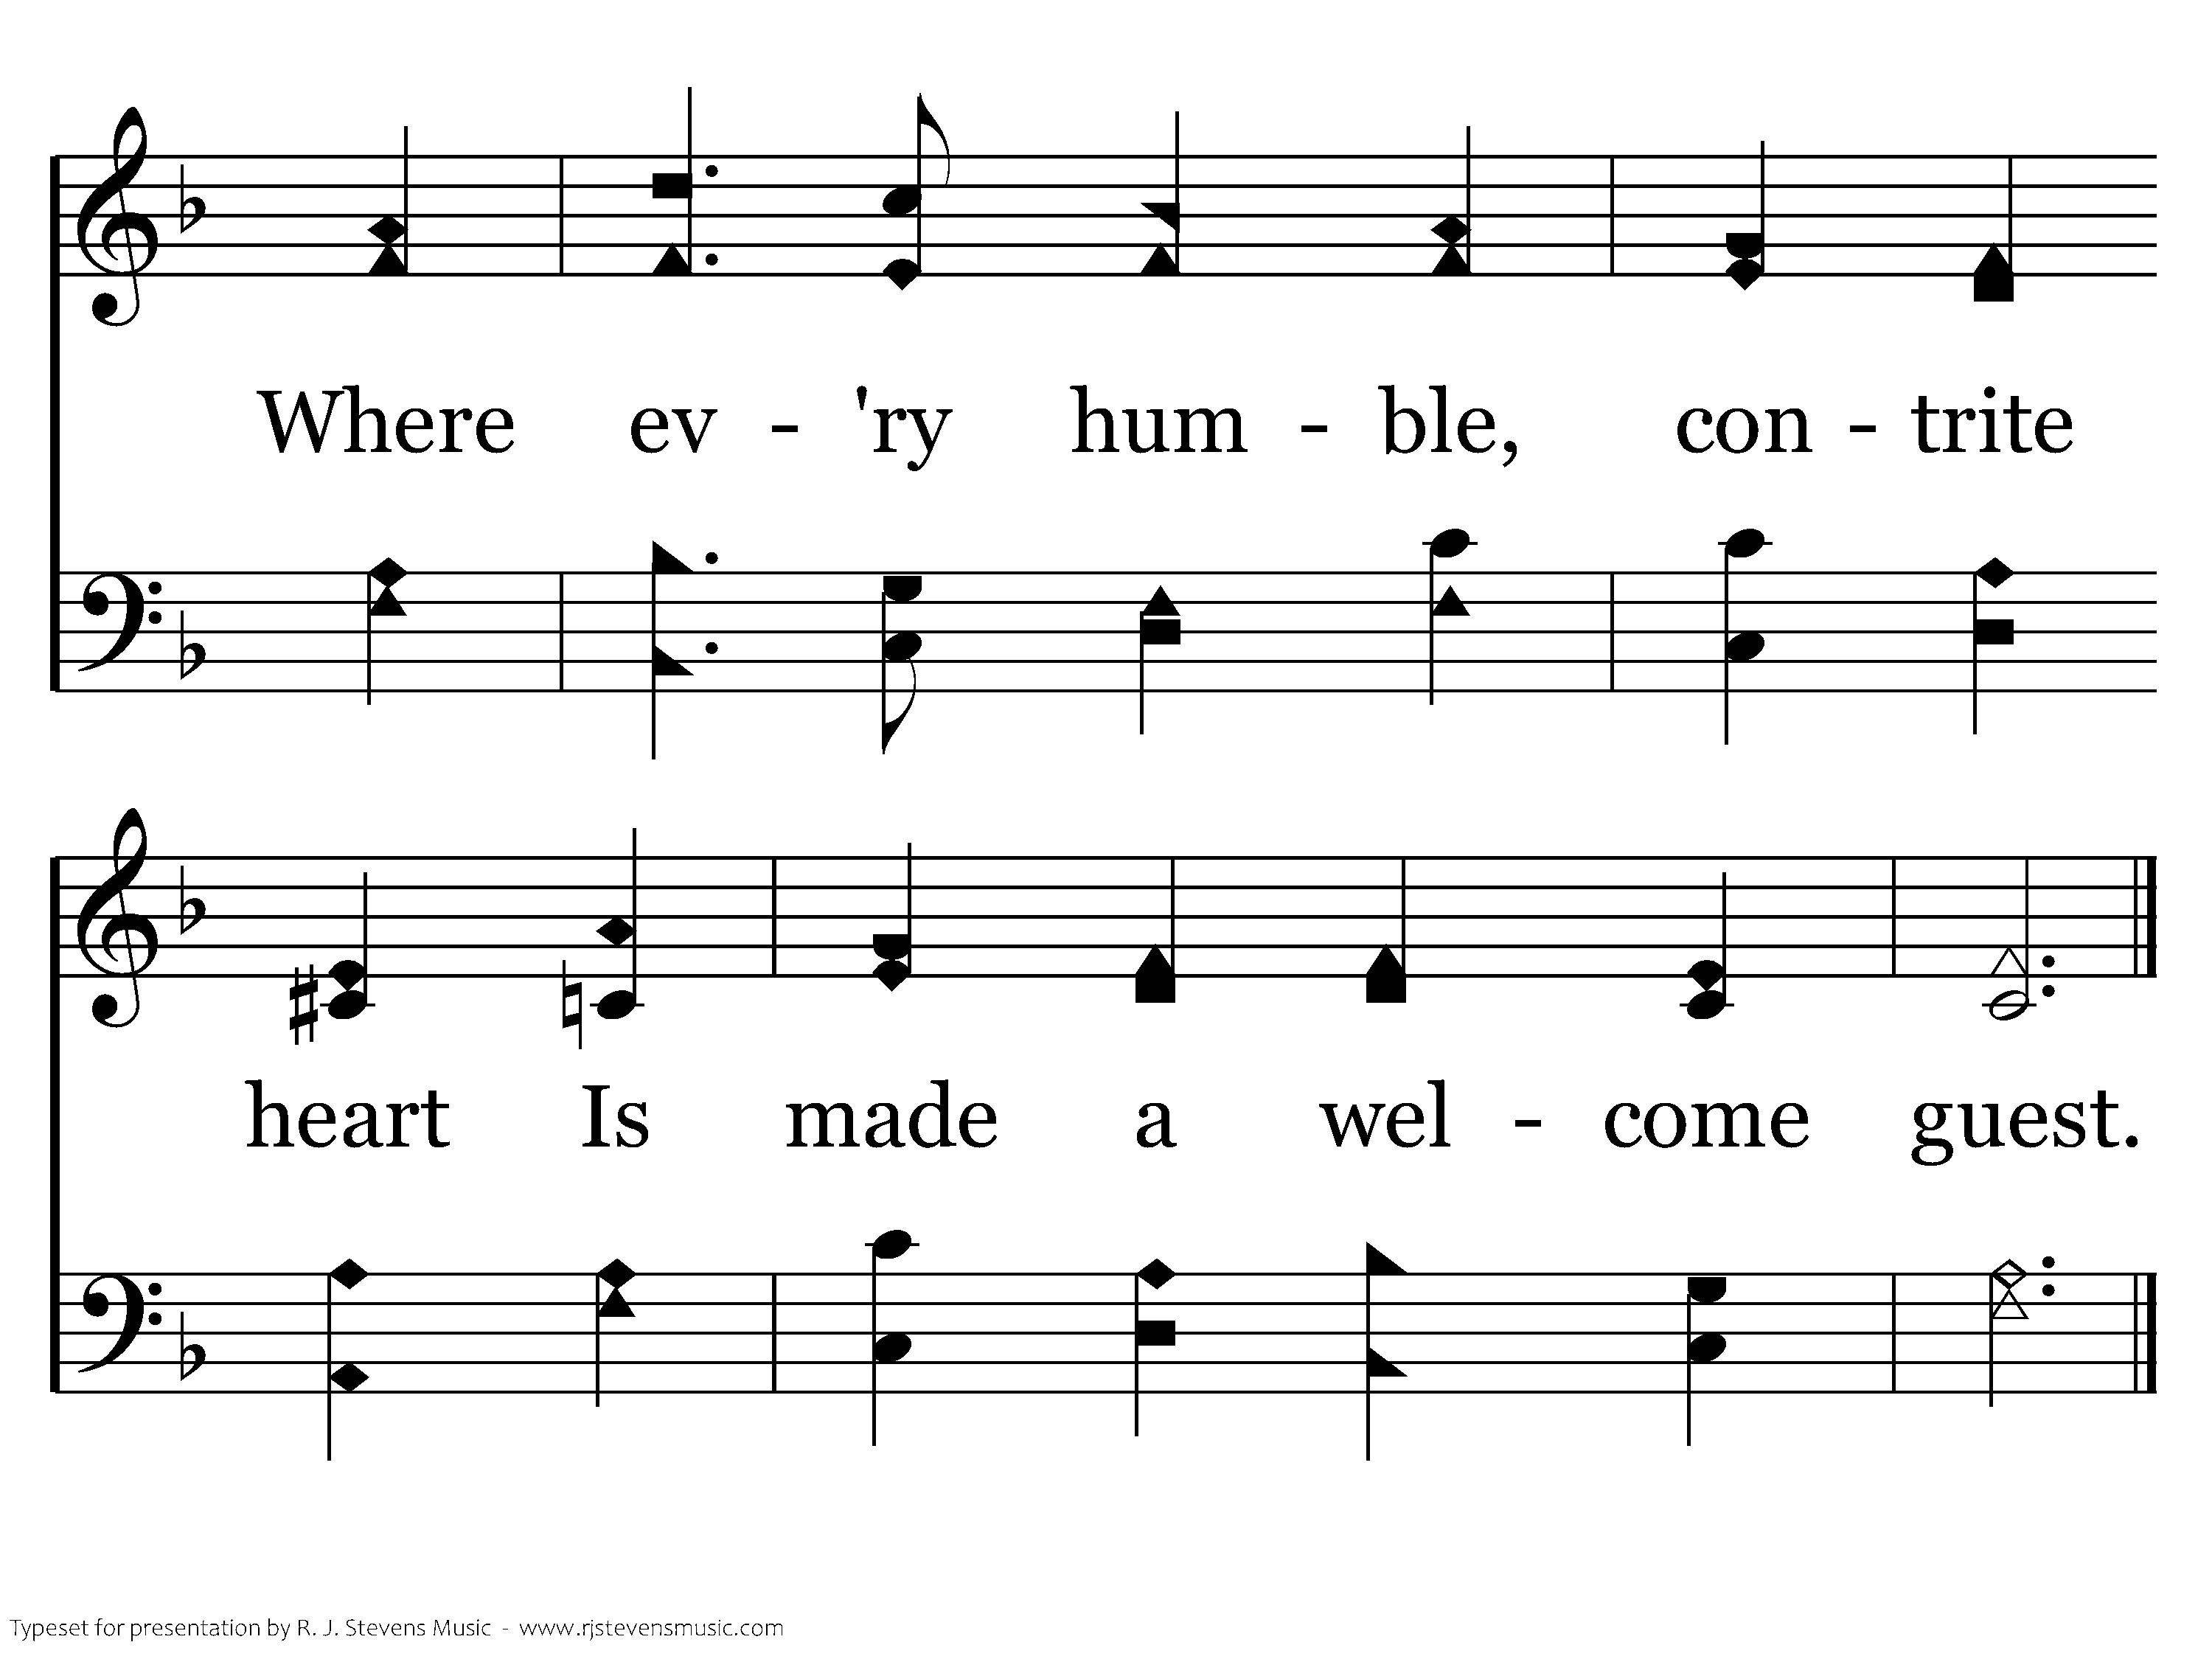 Where ev - 'ry hum - ble, con - trite
heart Is made a wel - come guest.
Typeset for presentation by R. J. Stevens Music - www.rjstevensmusic.com